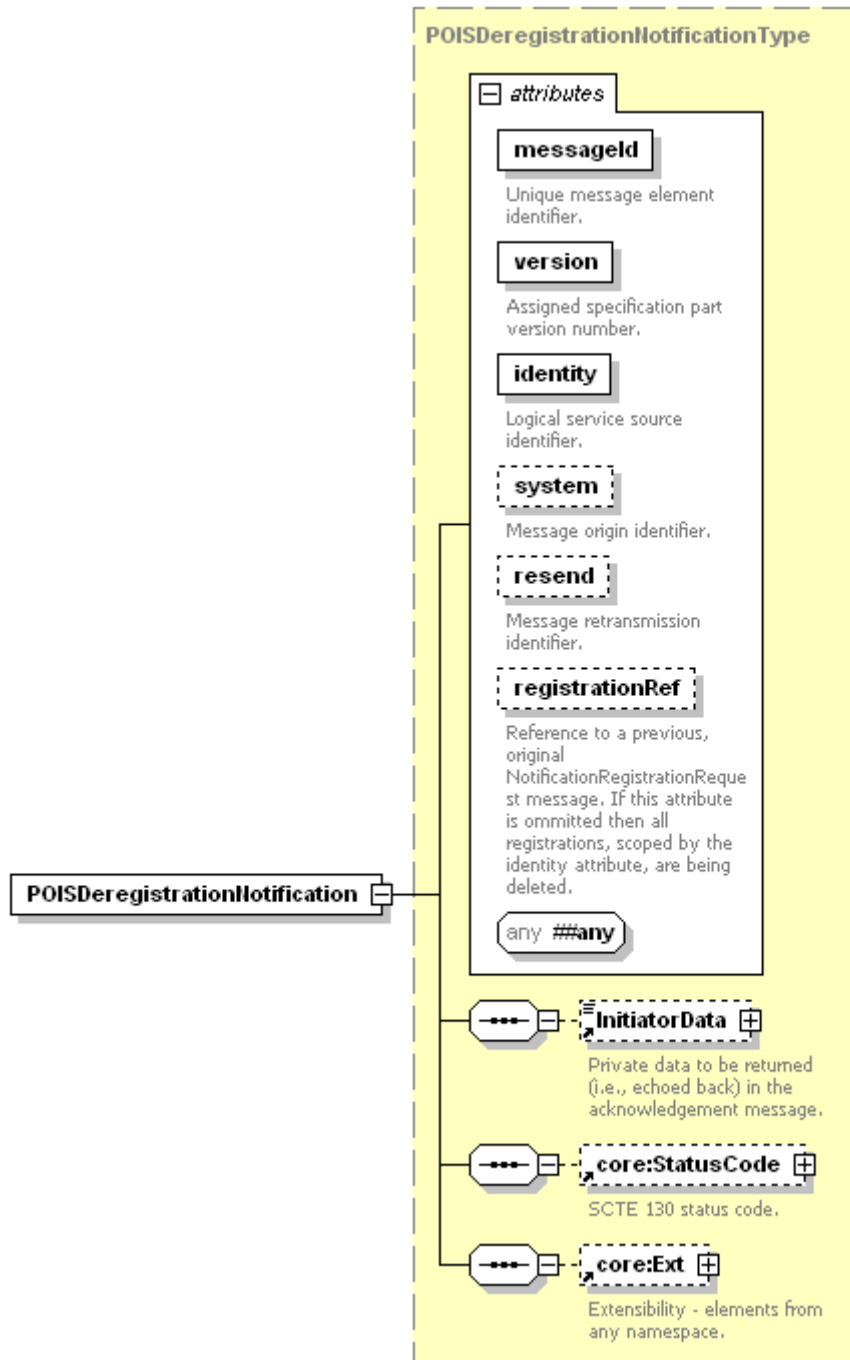 POISDeregistrationNotificationType
attributes
messageId
Unique message element
identifier.
version
Assigned specification part
version number.
identity
Logical service source
identifier.
system
Message origin identifier.
resend
Message retransmission
identifier.
registrationRef
Reference to a previous,
original
NotificationRegistrationReque
st message. If this attribute
is ommitted then all
registrations, scoped by the
identity attribute, are being
deleted.
POISDeregistrationNotification
any ##any
InitiatorData
Private data to be returned
(i.e., echoed back) in the
acknowledgement message.
core:StatusCode
SCTE 130 status code.
core:Ext
Extensibility - elements from
any namespace.